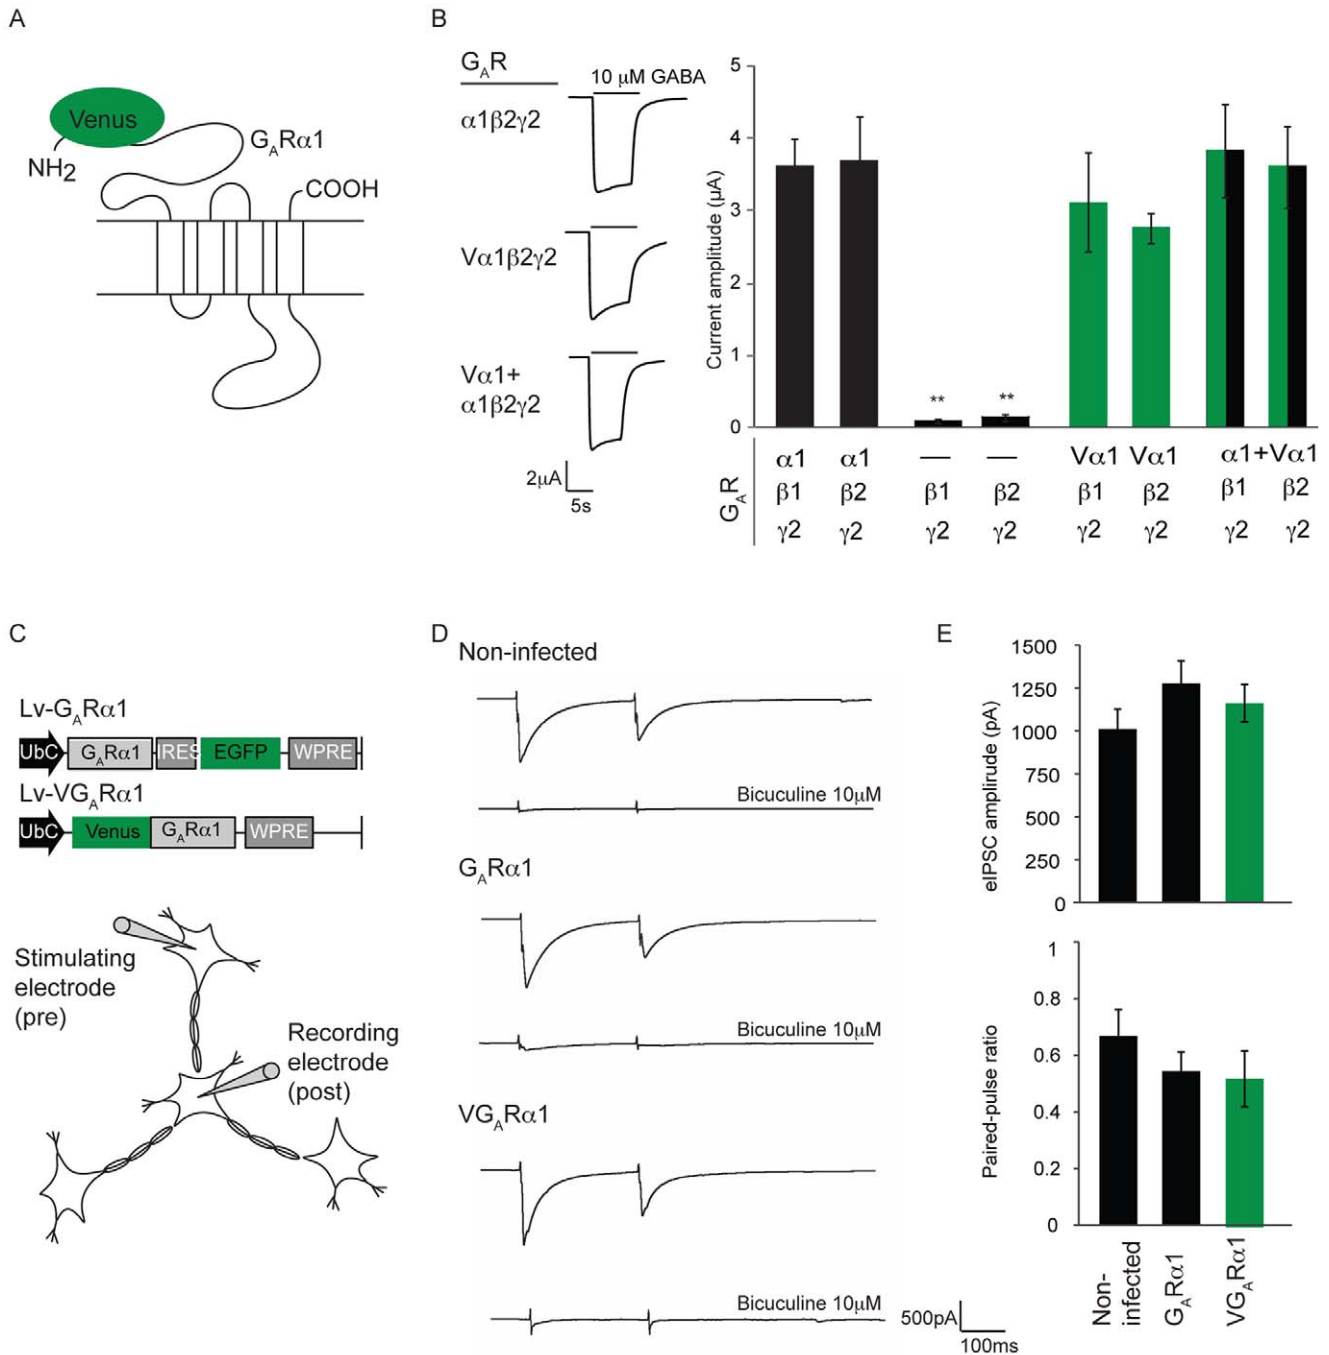 A
Venus
NH2
GARα1
COOH
B
GAR
10 μM GABA
α1β2γ2
Vα1β2γ2
Vα1+
α1β2γ2
2μA
5s
Current amplitude (μA)
5
4
3
2
1
0
** **
GAR
α1 α1 — — Vα1 Vα1 α1+Vα1
β1 β2 β1 β2 β1 β2 β1 β2
γ2 γ2 γ2 γ2 γ2 γ2 γ2 γ2
C
Lv-GARα1
UbC GARα1 IRES EGFP WPRE
Lv-VGARα1
UbC Venus GARα1 WPRE
Stimulating
electrode
(pre)
Recording
electrode
(post)
D
Non-infected
Bicuculine 10μM
GARα1
Bicuculine 10μM
VGARα1
Bicuculine 10μM
500pA
100ms
E
eIPSC amplirude (pA)
1500
1250
1000
750
500
250
0
Paired-pulse ratio
1
0.8
0.6
0.4
0.2
0
Non-
infected
GARα1
VGARα1